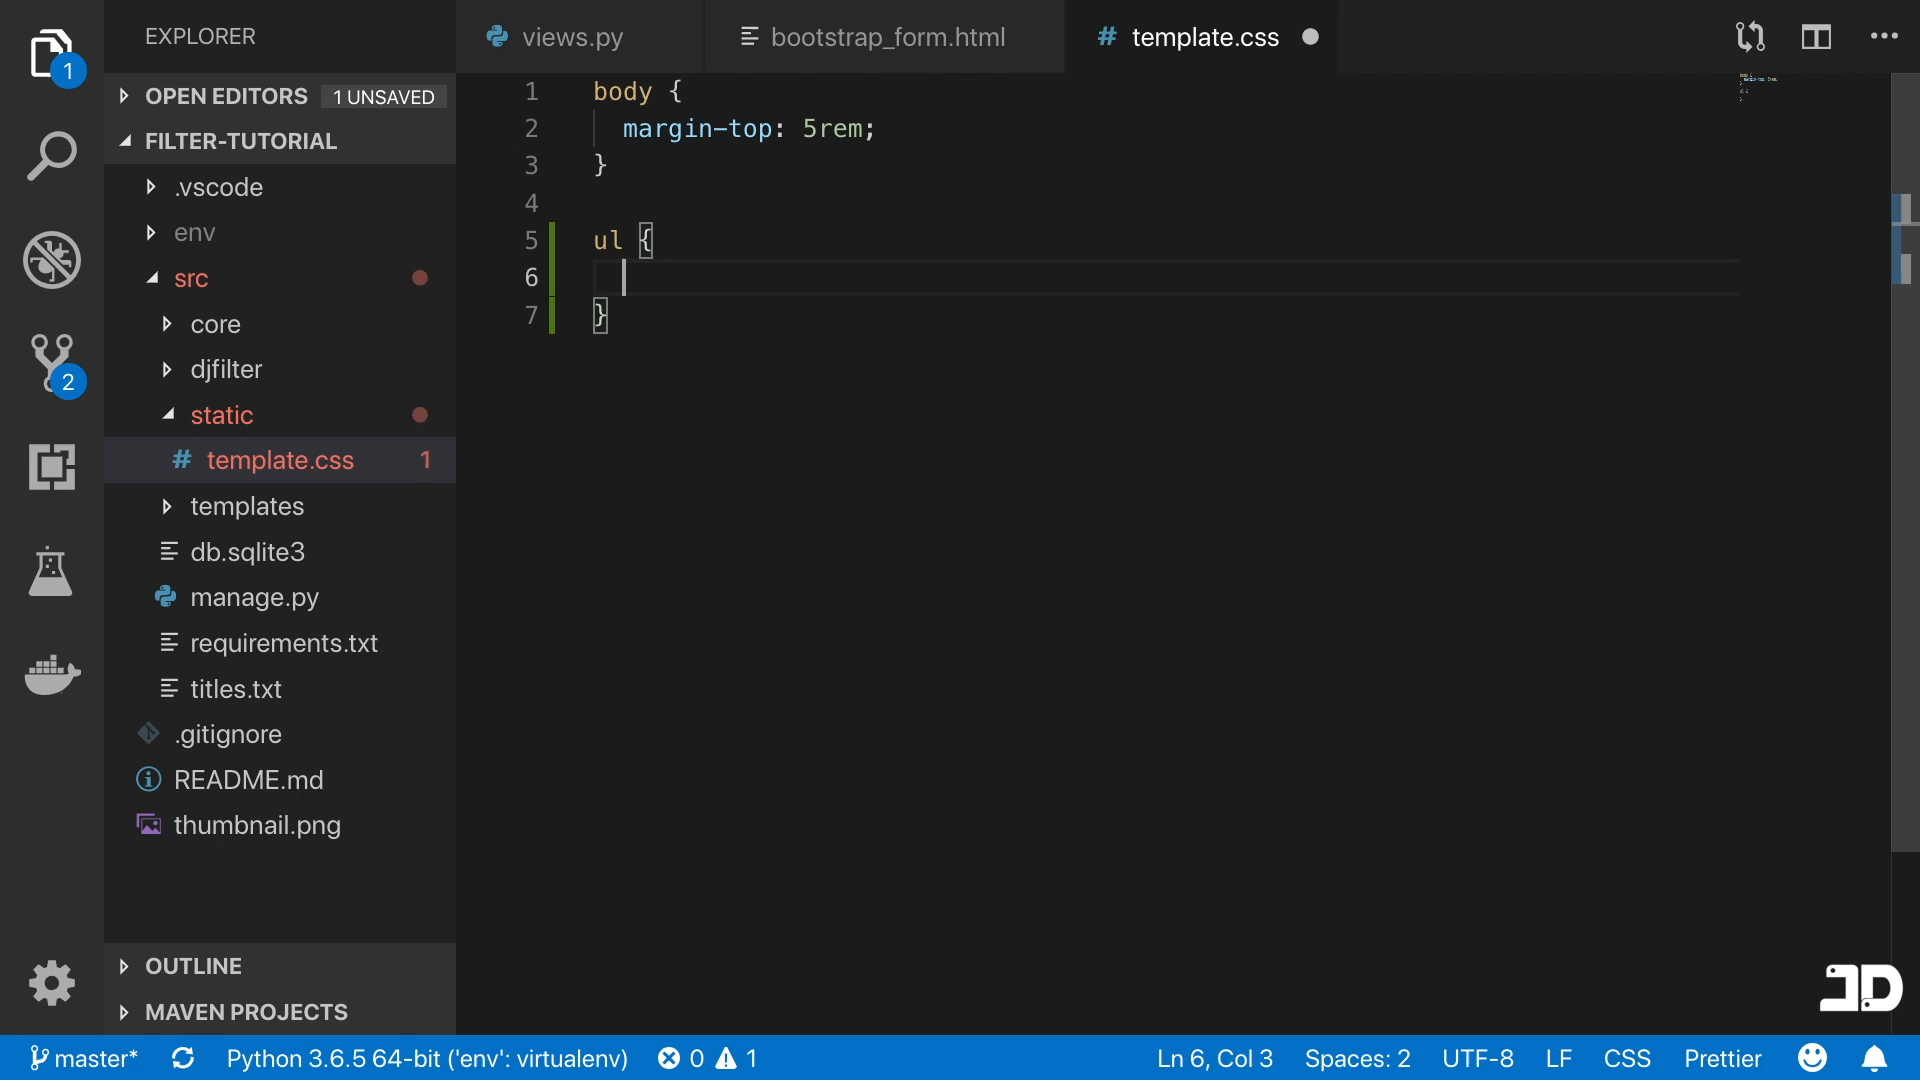 EXPLORER
views.py
bootstrap_form.html
# template.css
1
OPEN EDITORS 1 UNSAVED
FILTER-TUTORIAL
.vscode
env
src
core
djfilter
static
# template.css 1
templates
db.sqlite3
manage.py
requirements.txt
titles.txt
.gitignore
README.md
thumbnail.png
OUTLINE
MAVEN PROJECTS
2
1 body {
2 margin-top: 5rem;
3 }
4
5 ul {
6
7 }
JD
master* Python 3.6.5 64-bit ('env': virtualenv) 0 1 Ln 6, Col 3 Spaces: 2 UTF-8 LF CSS Prettier